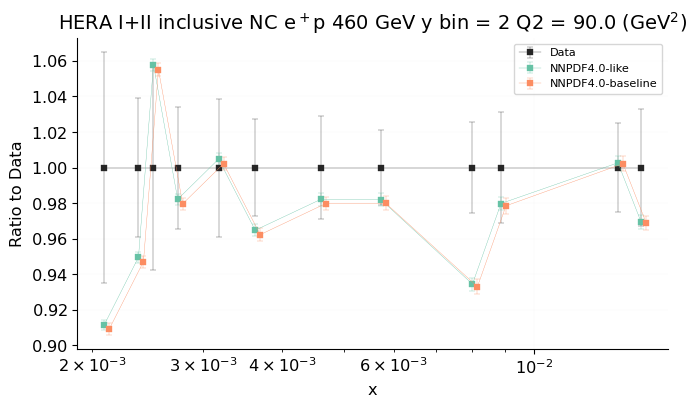 HERA I+II inclusive NC e⁺p 460 GeV y bin = 2 Q2 = 90.0 (GeV²)
Data
NNPDF4.0-like
NNPDF4.0-baseline
Ratio to Data
1.06
1.04
1.02
1.00
0.98
0.96
0.94
0.92
0.90
2 × 10⁻³ 3 × 10⁻³ 4 × 10⁻³ 6 × 10⁻³ 10⁻²
x